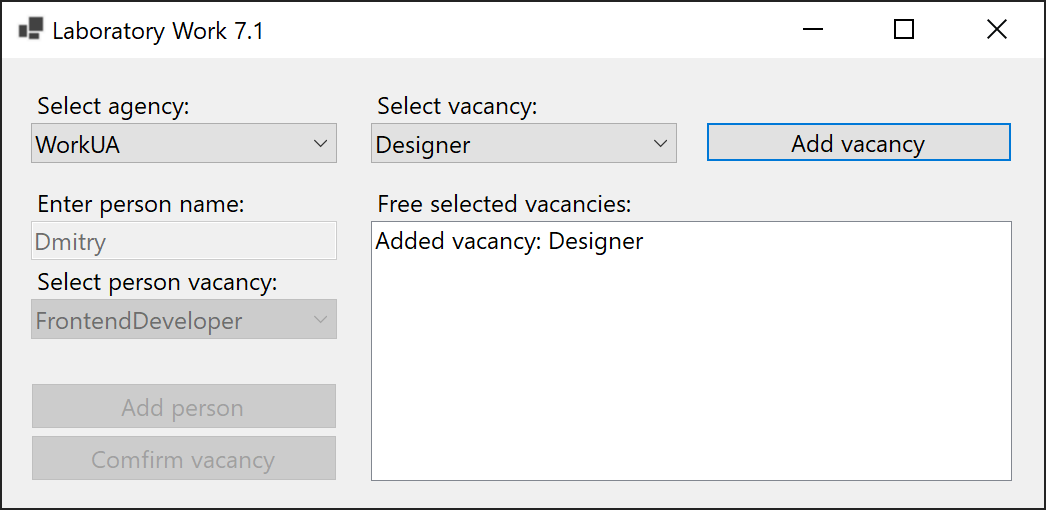 Laboratory Work 7.1
Select agency:
Select vacancy:
WorkUA
Designer
Add vacancy
Enter person name:
Free selected vacancies:
Dmitry
Added vacancy: Designer
Select person vacancy:
FrontendDeveloper
Add person
Comfirm vacancy